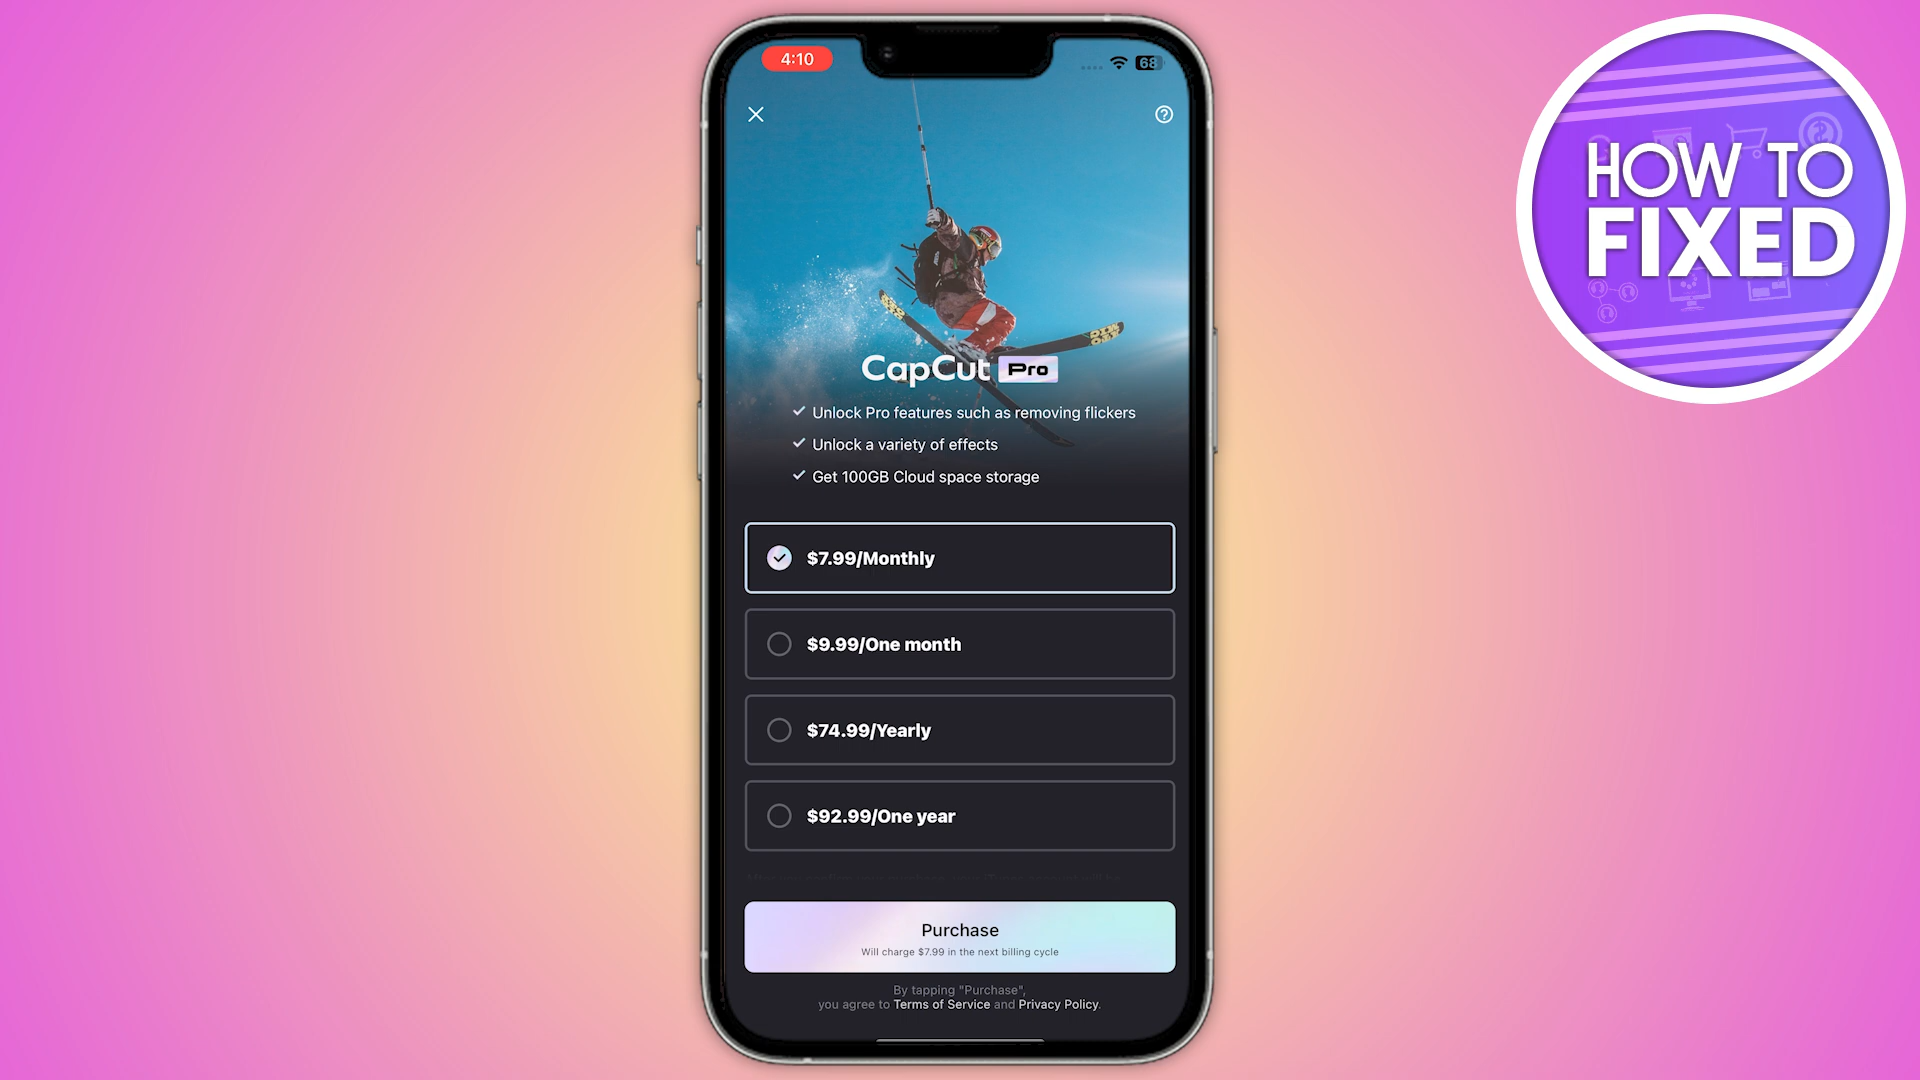 4:10
68
HOW TO
FIXED
CapCut Pro
Unlock Pro features such as removing flickers
Unlock a variety of effects
Get 100GB Cloud space storage
$7.99/Monthly
$9.99/One month
$74.99/Yearly
$92.99/One year
Purchase
Will charge $7.99 in the next billing cycle
By tapping "Purchase",
you agree to Terms of Service and Privacy Policy.